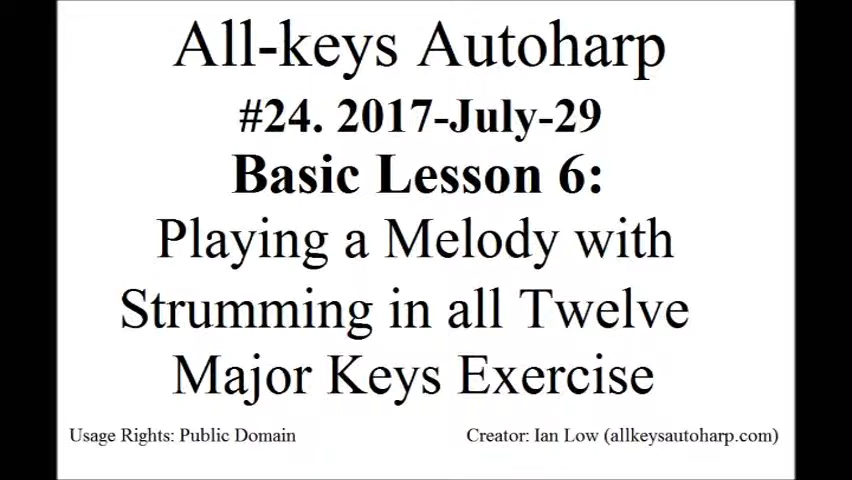 All-keys Autoharp
#24. 2017-July-29
Basic Lesson 6:
Playing a Melody with
Strumming in all Twelve
Major Keys Exercise
Usage Rights: Public Domain
Creator: Ian Low (allkeysautoharp.com)